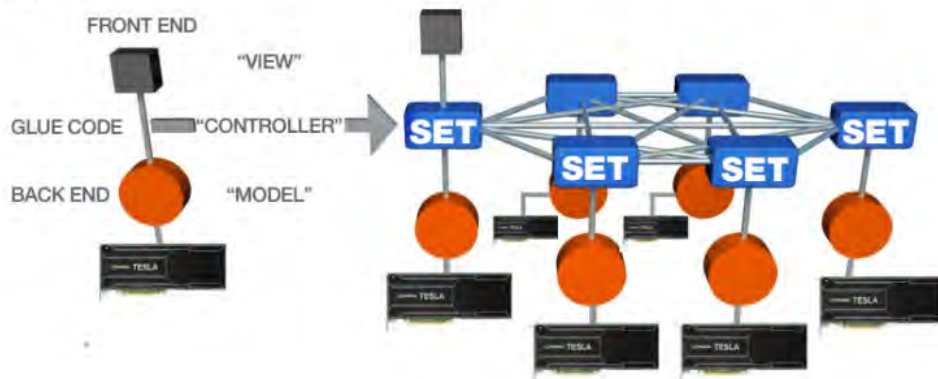 FRONT END
"VIEW"
GLUE CODE
"CONTROLLER"
BACK END
"MODEL"
SET
SET
SET
SET
TESLA
TESLA
TESLA
TESLA
TESLA
TESLA
TESLA